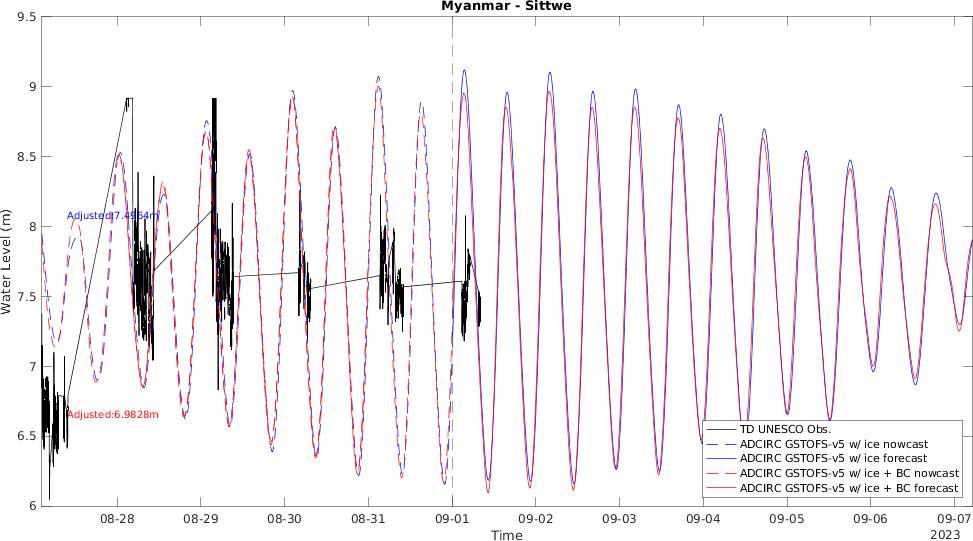 Myanmar - Sittwe
9.5
9
8.5
8
7.5
7
6.5
6
Water Level (m)
Adjusted:7.4964m
Adjusted:6.9828m
TD UNESCO Obs.
ADCIRC GSTOFS-v5 w/ ice nowcast
ADCIRC GSTOFS-v5 w/ ice forecast
ADCIRC GSTOFS-v5 w/ ice + BC nowcast
ADCIRC GSTOFS-v5 w/ ice + BC forecast
08-28 08-29 08-30 08-31 09-01 09-02 09-03 09-04 09-05 09-06 09-07
Time
2023